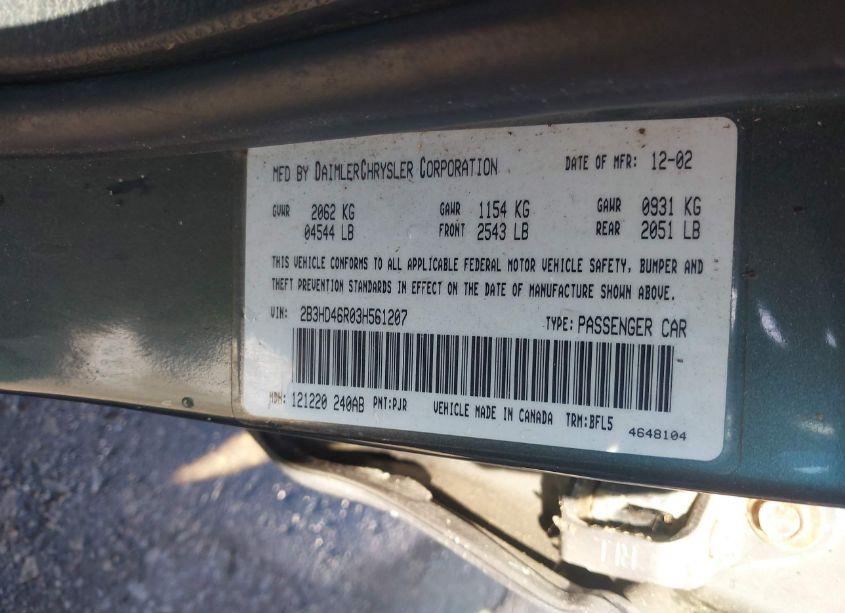 MFD BY DAIMLERCHRYSLER CORPORATION DATE OF MFR: 12-02
GVWR 2062 KG GAWR 1154 KG GAWR 0931 KG
04544 LB FRONT 2543 LB REAR 2051 LB
THIS VEHICLE CONFORMS TO ALL APPLICABLE FEDERAL MOTOR VEHICLE SAFETY, BUMPER AND
THEFT PREVENTION STANDARDS IN EFFECT ON THE DATE OF MANUFACTURE SHOWN ABOVE.
VIN: 2B3HD46R03H561207 TYPE: PASSENGER CAR
MDH: 121220 240AB PNT:PJR VEHICLE MADE IN CANADA TRM:BFL5
4648104